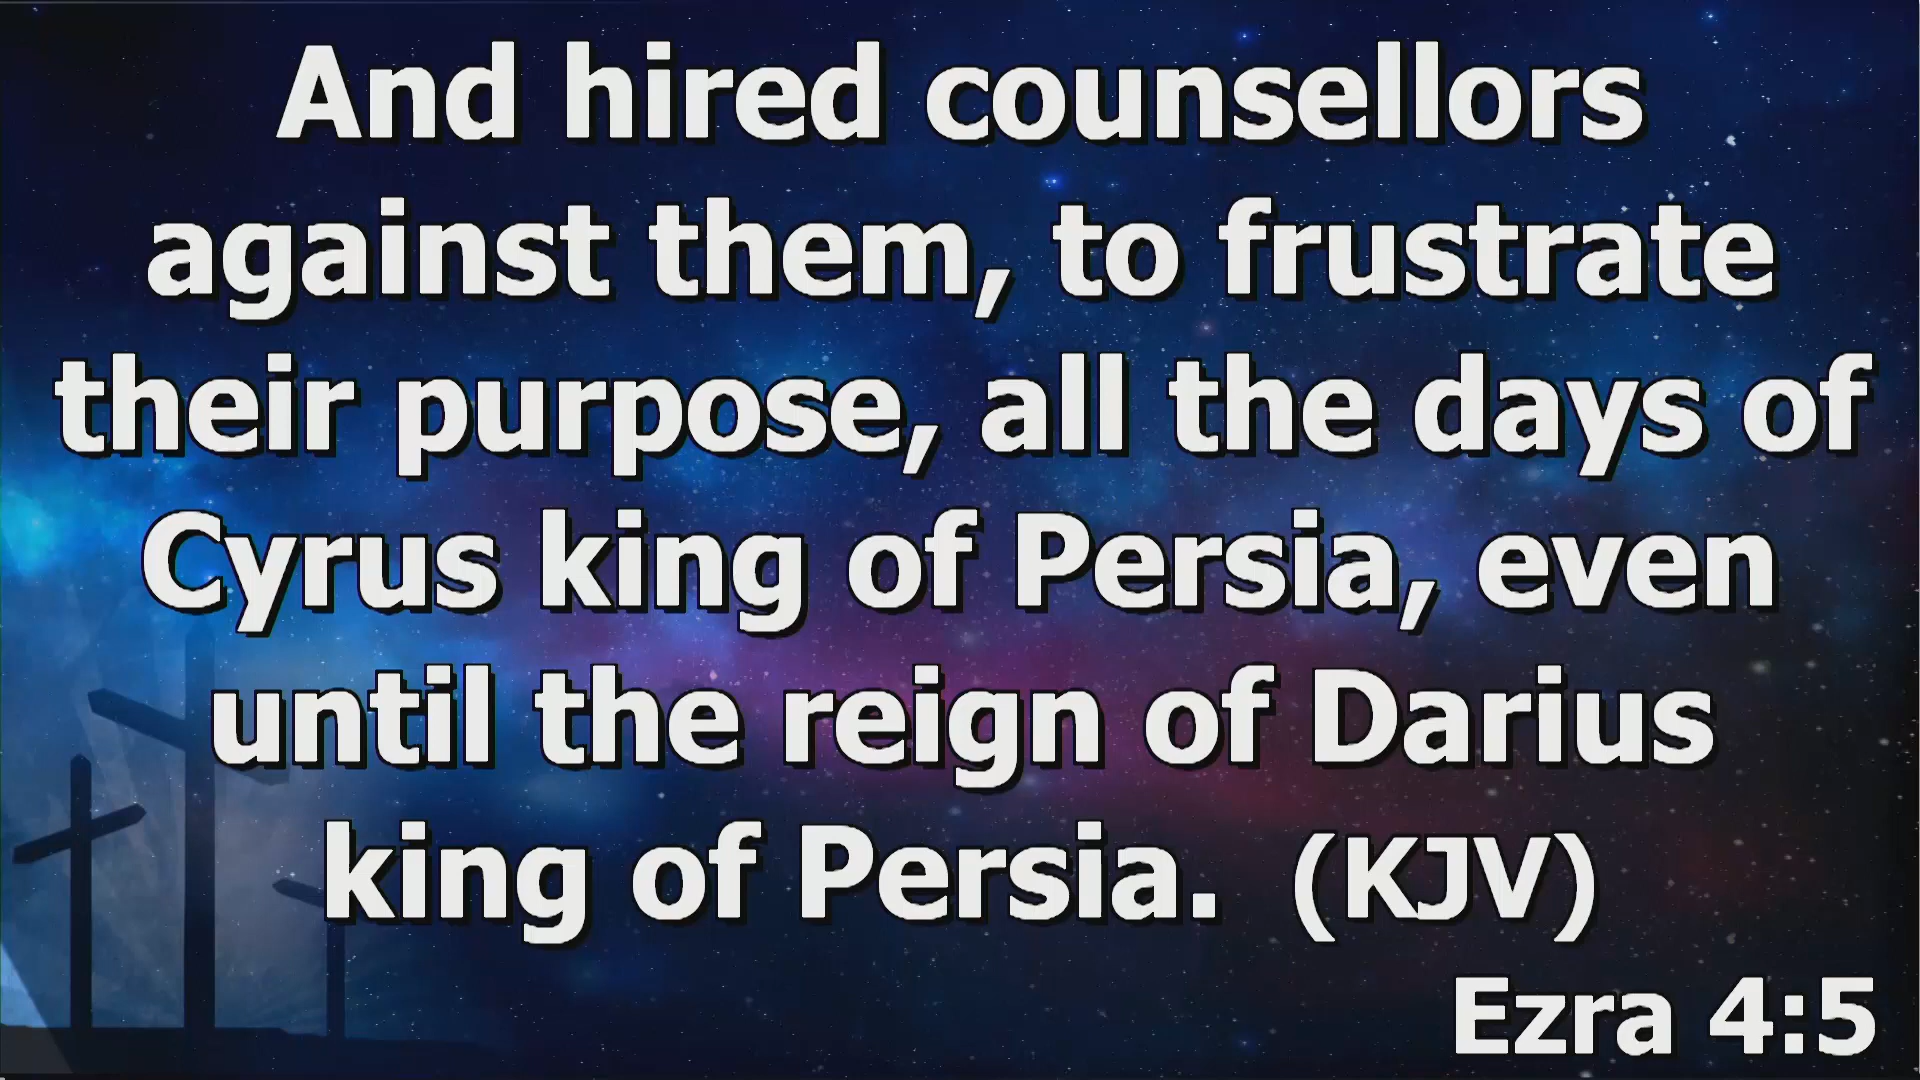 And hired counsellors
against them, to frustrate
their purpose, all the days of
Cyrus king of Persia, even
until the reign of Darius
king of Persia.  (KJV)
Ezra 4:5